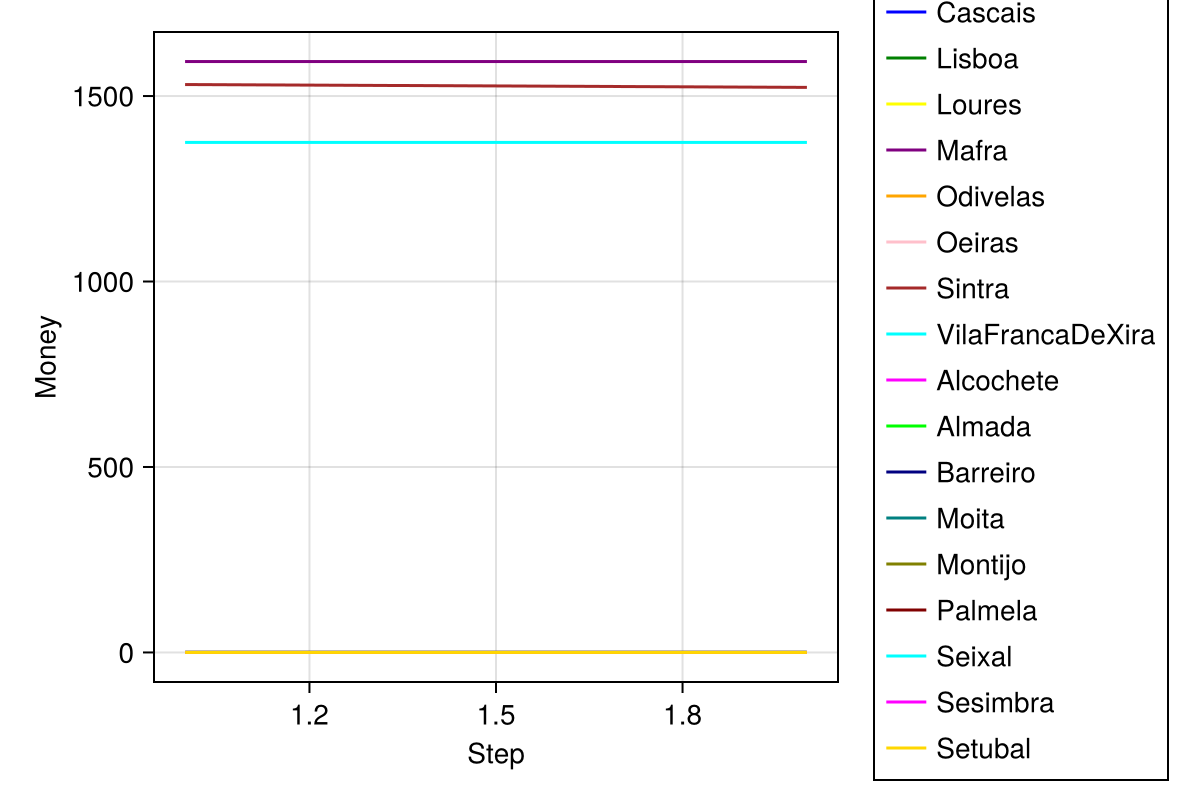 Money
1500
1000
500
0
1.2
1.5
1.8
Step
Cascais
Lisboa
Loures
Mafra
Odivelas
Oeiras
Sintra
VilaFrancaDeXira
Alcochete
Almada
Barreiro
Moita
Montijo
Palmela
Seixal
Sesimbra
Setubal